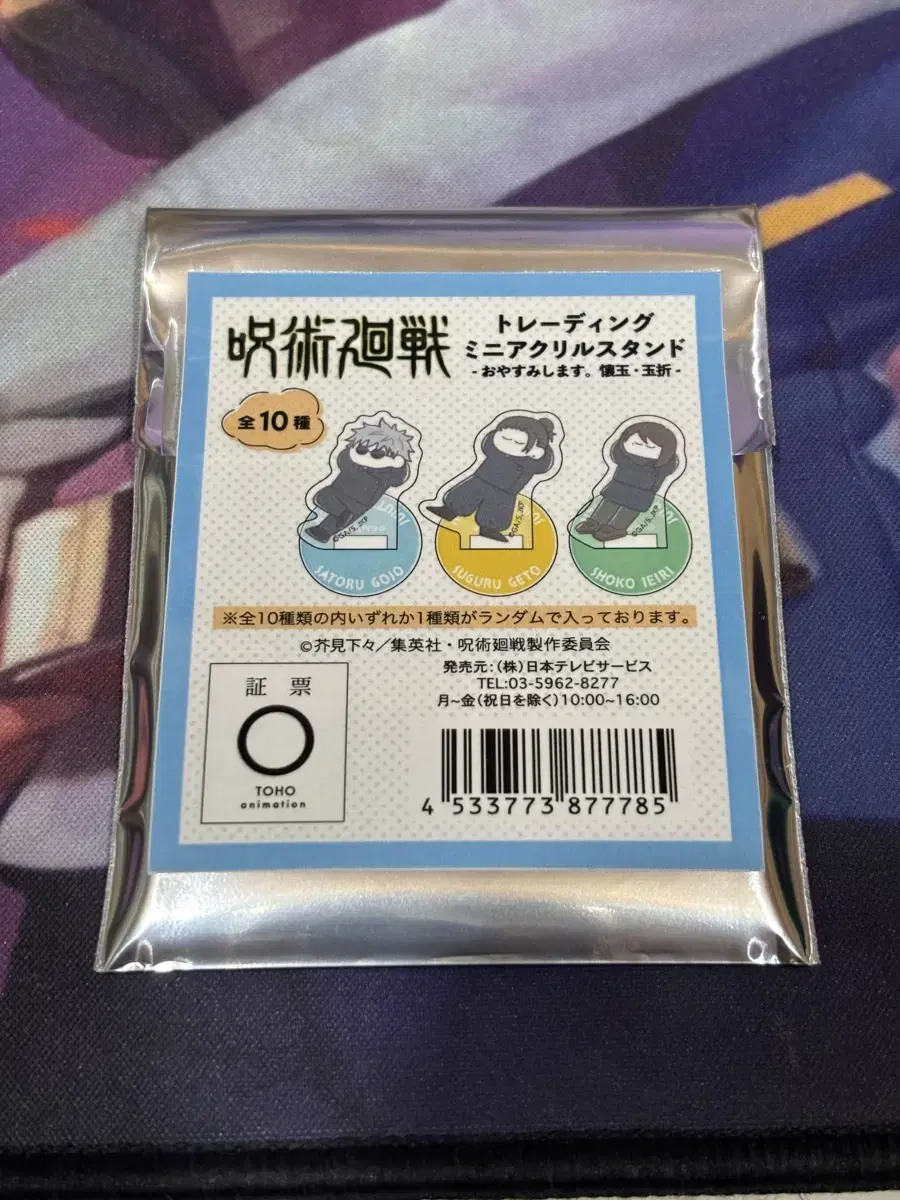 呪術廻戦
トレーディング
ミニアクリルスタンド
- おやすみします。懐玉・玉折 -
全10種
©GA/S,JKP
SATORU GOJO
©GA/S,JKP
SUGURU GETO
©GA/S,JKP
SHOKO IEIRI
※全10種類の内いずれか1種類がランダムで入っております。
©芥見下々／集英社・呪術廻戦製作委員会
発売元：(株)日本テレビサービス
TEL:03-5962-8277
月~金(祝日を除く)10:00~16:00
証 票
TOHO
animation
4 533773 877785